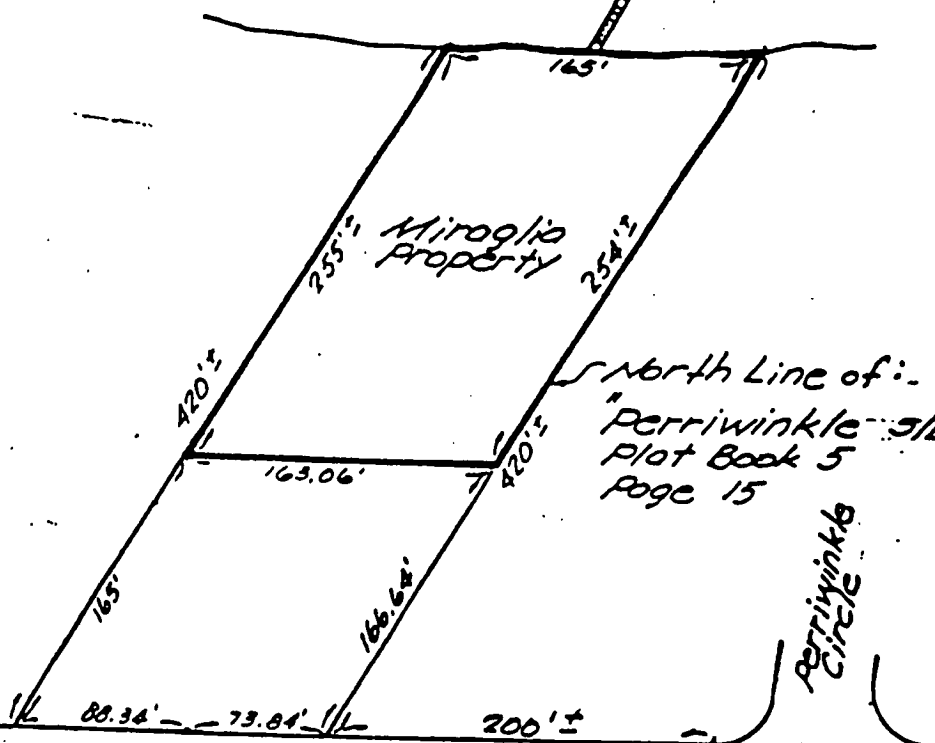 165'
Miraglia
Property
255'±
254'±
420'±
North Line of:-
"Perriwinkle
Plat Book 5
Page 15
420'±
163.06'
165'
166.64'
Perriwinkle
Circle
88.34'
73.84'
200'±